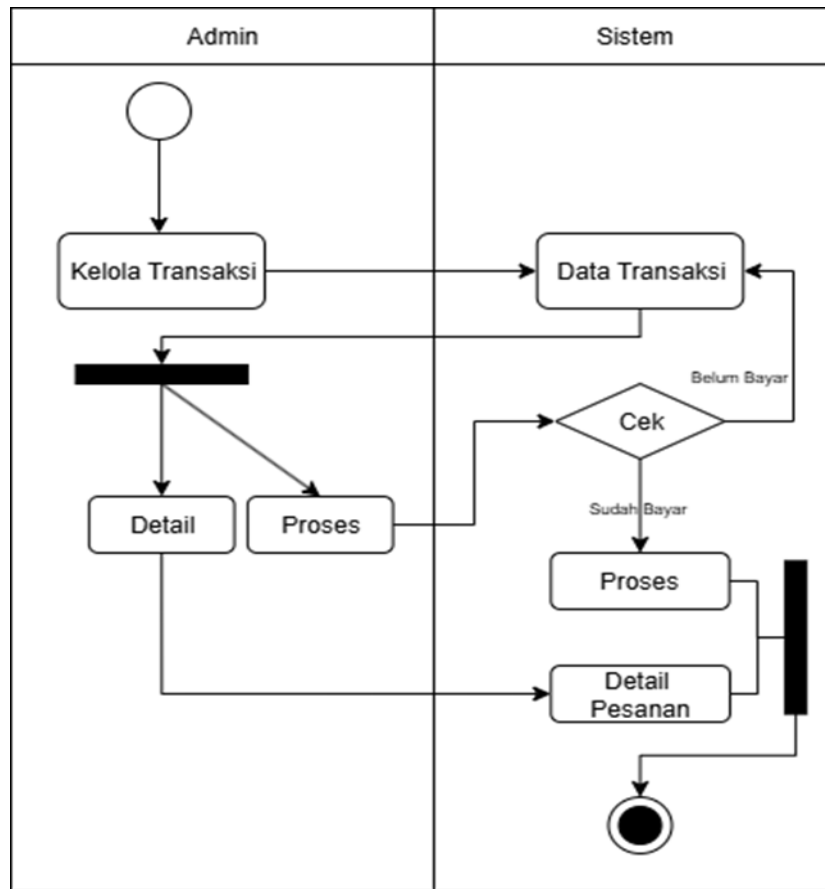 Admin
Sistem
Kelola Transaksi
Data Transaksi
Belum Bayar
Cek
Detail
Proses
Sudah Bayar
Proses
Detail
Pesanan